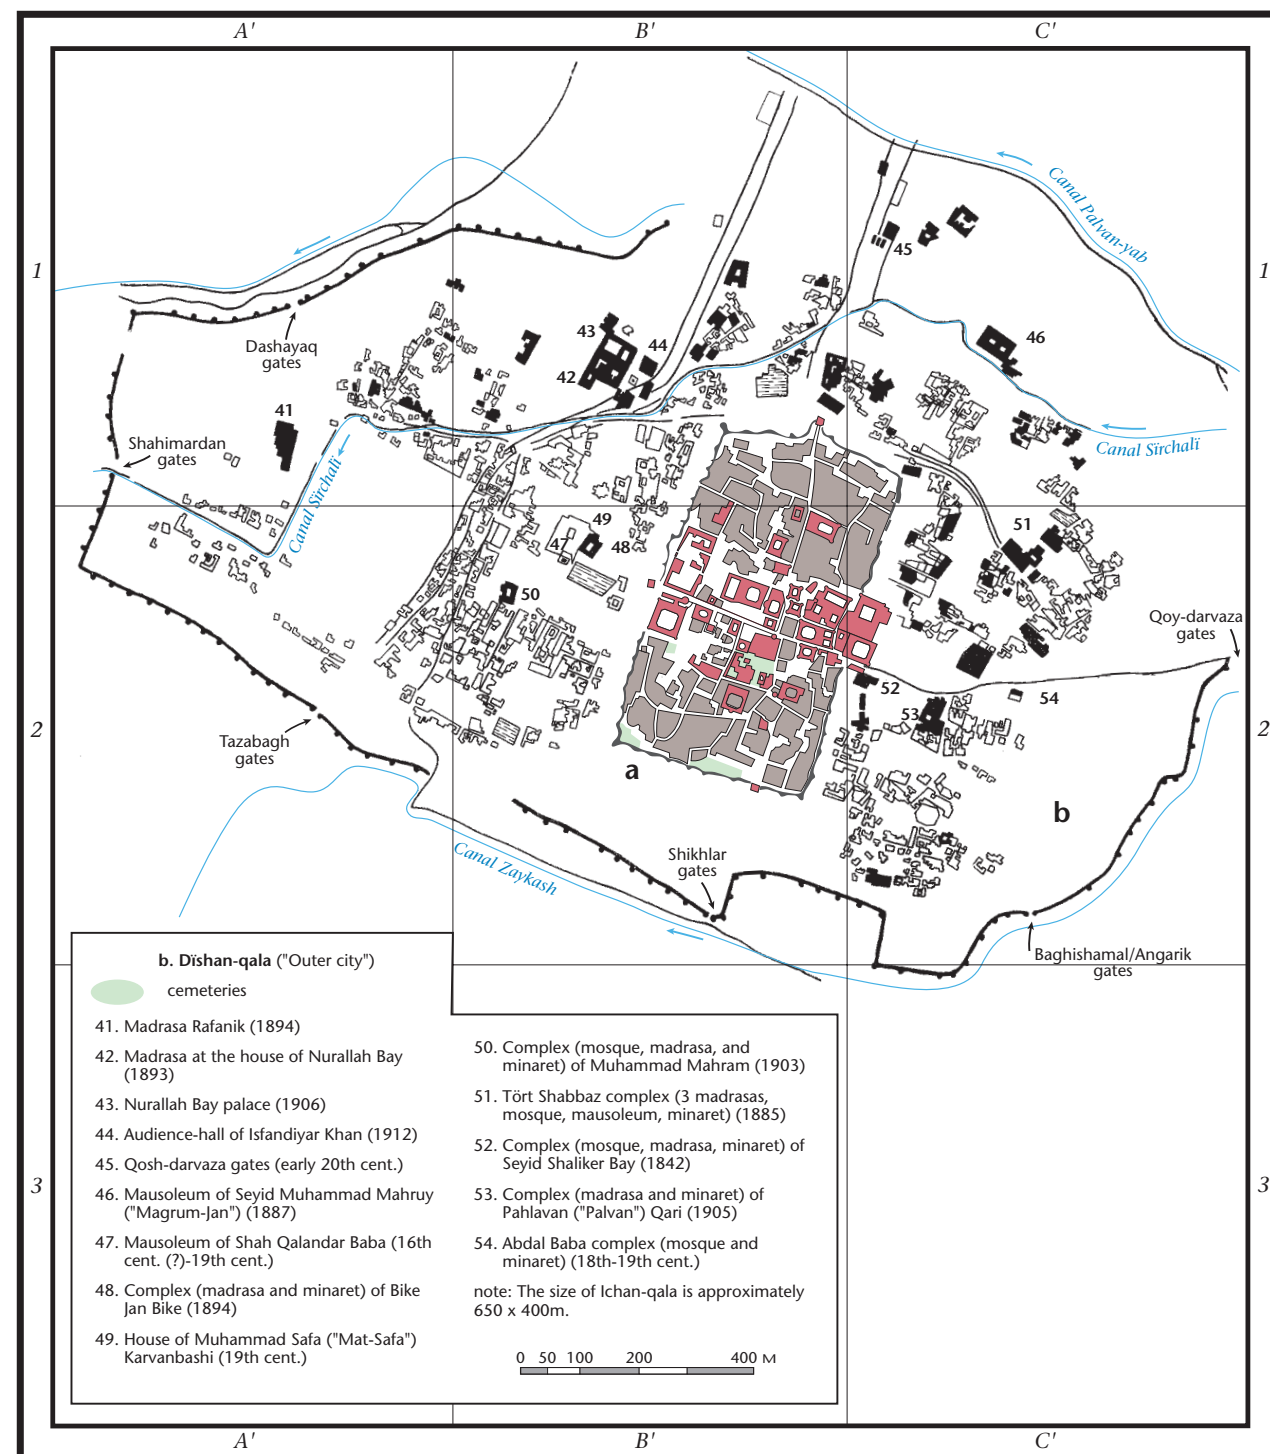 A'
B'
C'
1
1
Canal Palvan-yab
45
Dashayaq
gates
43
44
42
46
41
Shahimardan
gates
Canal Sïrchalï
Canal Sïrchalï
49
47
48
51
50
Qoy-darvaza
gates
52
54
53
2
2
Tazabagh
gates
a
b
Canal Zaykash
Shikhlar
gates
Baghishamal/Angarik
gates
b. Dïshan-qala ("Outer city")
cemeteries
41. Madrasa Rafanik (1894)
42. Madrasa at the house of Nurallah Bay
(1893)
43. Nurallah Bay palace (1906)
44. Audience-hall of Isfandiyar Khan (1912)
45. Qosh-darvaza gates (early 20th cent.)
46. Mausoleum of Seyid Muhammad Mahruy
("Magrum-Jan") (1887)
47. Mausoleum of Shah Qalandar Baba (16th
cent. (?)-19th cent.)
48. Complex (madrasa and minaret) of Bike
Jan Bike (1894)
49. House of Muhammad Safa ("Mat-Safa")
Karvanbashi (19th cent.)
50. Complex (mosque, madrasa, and
minaret) of Muhammad Mahram (1903)
51. Tört Shabbaz complex (3 madrasas,
mosque, mausoleum, minaret) (1885)
52. Complex (mosque, madrasa, minaret) of
Seyid Shaliker Bay (1842)
53. Complex (madrasa and minaret) of
Pahlavan ("Palvan") Qari (1905)
54. Abdal Baba complex (mosque and
minaret) (18th-19th cent.)
note: The size of Ichan-qala is approximately
650 x 400m.
0 50 100 200 400 M
3
3
A'
B'
C'